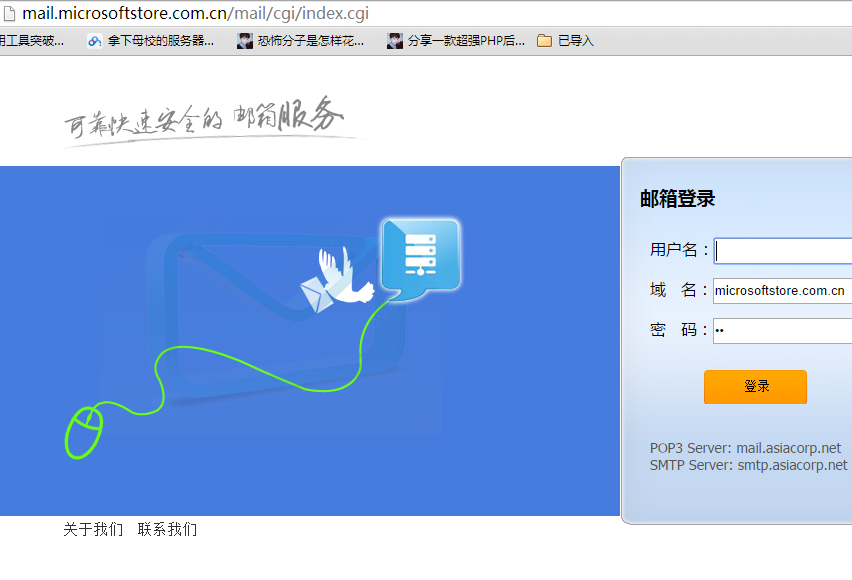 mail.microsoftstore.com.cn/mail/cgi/index.cgi
用工具突破... 拿下母校的服务器... 恐怖分子是怎样花... 分享一款超强PHP后... 已导入
可靠快速安全的 邮箱服务
邮箱登录
用户名：
域 名： microsoftstore.com.cn
密 码： ••
登录
POP3 Server: mail.asiacorp.net
SMTP Server: smtp.asiacorp.net
关于我们 联系我们